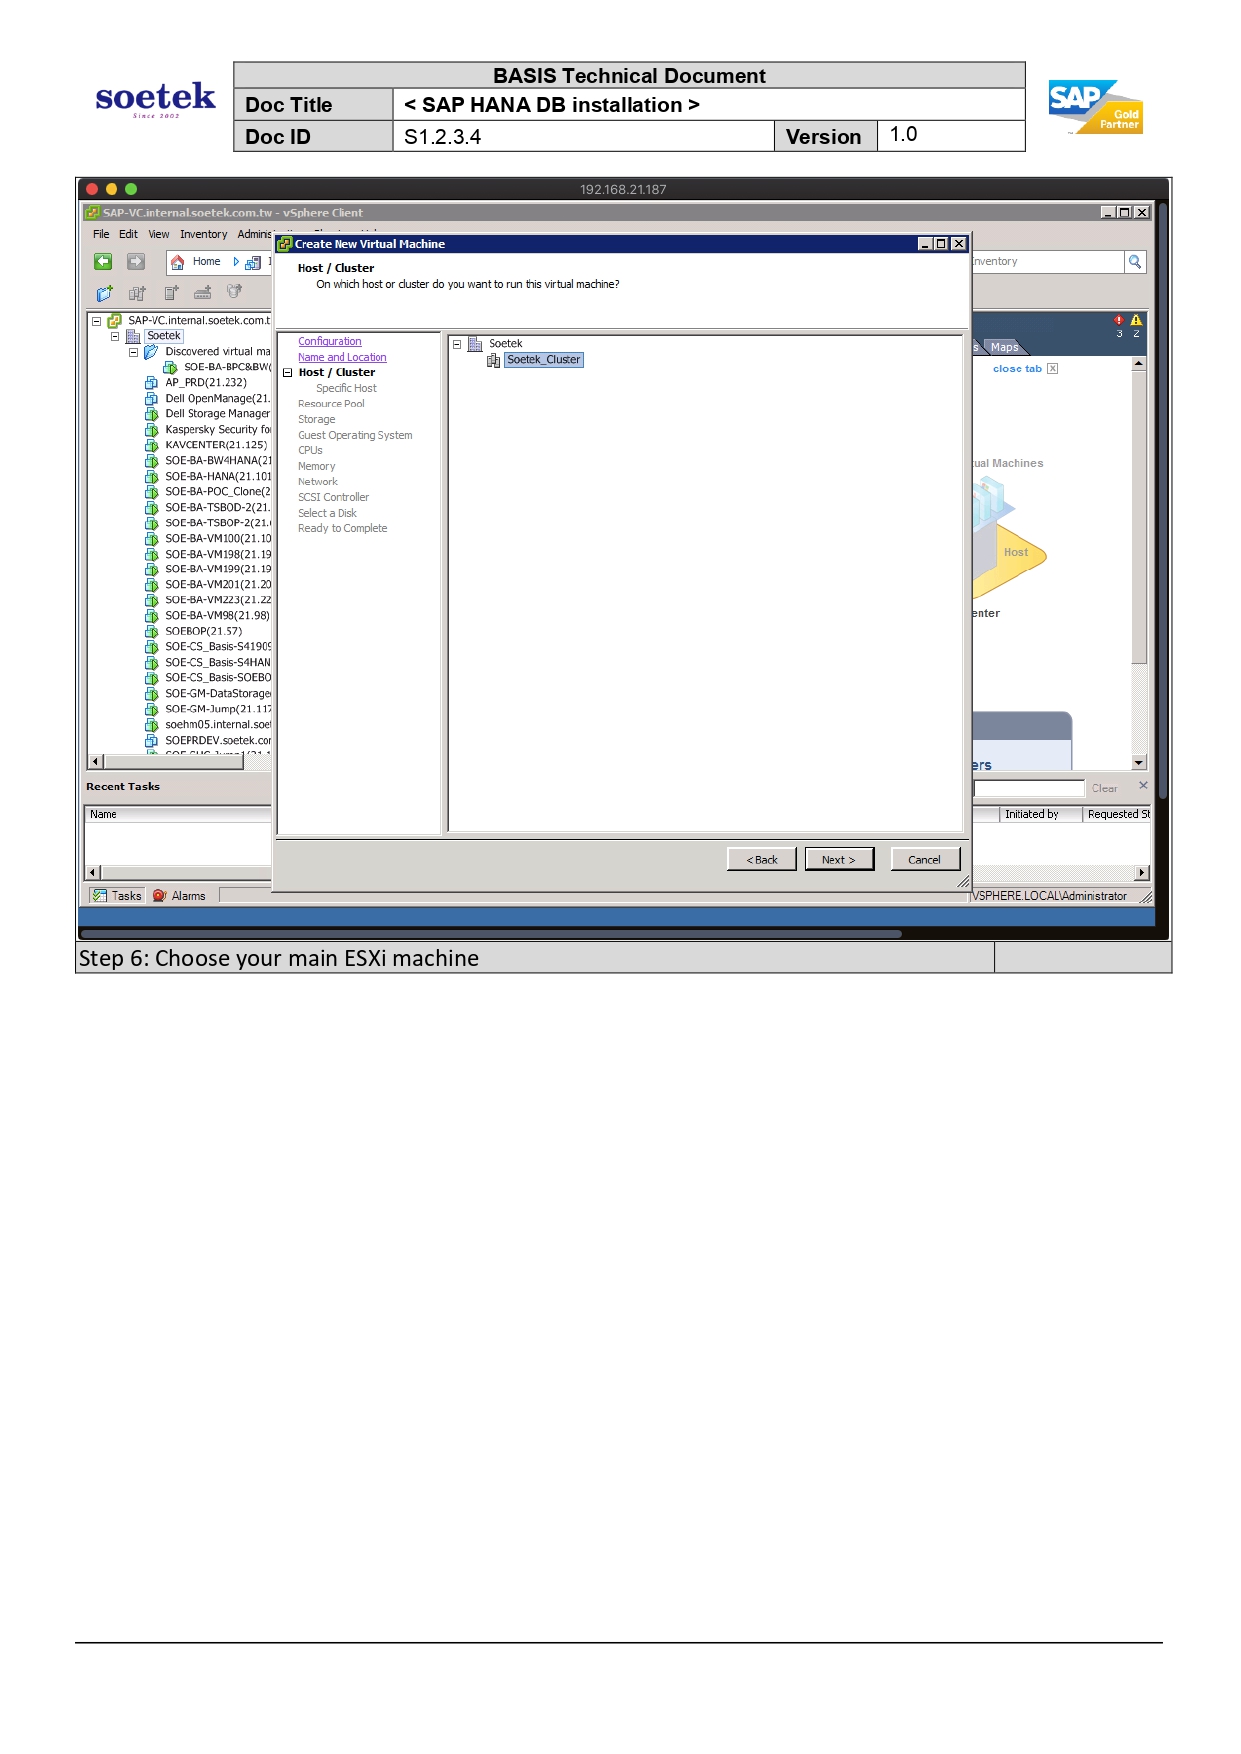 soetek
Since 2002
BASIS Technical Document
Doc Title
< SAP HANA DB installation >
Doc ID
S1.2.3.4
Version
1.0
SAP
Gold
Partner
192.168.21.187
SAP-VC.internal.soetek.com.tw - vSphere Client
File Edit View Inventory Adminis
Home
Inventory
Create New Virtual Machine
Host / Cluster
On which host or cluster do you want to run this virtual machine?
SAP-VC.internal.soetek.com.t
Soetek
Discovered virtual ma
SOE-BA-BPC&BW(
AP_PRD(21.232)
Dell OpenManage(21.
Dell Storage Manager
Kaspersky Security fo
KAVCENTER(21.125)
SOE-BA-BW4HANA(21
SOE-BA-HANA(21.101
SOE-BA-POC_Clone(2
SOE-BA-TSBOD-2(21.
SOE-BA-TSBOP-2(21.
SOE-BA-VM100(21.10
SOE-BA-VM198(21.19
SOE-BA-VM199(21.19
SOE-BA-VM201(21.20
SOE-BA-VM223(21.22
SOE-BA-VM98(21.98)
SOEBOP(21.57)
SOE-CS_Basis-S41909
SOE-CS_Basis-S4HAN
SOE-CS_Basis-SOEBO
SOE-GM-DataStorage
SOE-GM-Jump(21.117
soehm05.internal.soe
SOEPRDEV.soetek.cor
Configuration
Name and Location
Host / Cluster
Specific Host
Resource Pool
Storage
Guest Operating System
CPUs
Memory
Network
SCSI Controller
Select a Disk
Ready to Complete
Soetek
Soetek_Cluster
3 2
s Maps
close tab
tual Machines
Host
enter
ers
Recent Tasks
Clear
Name
Initiated by
Requested St
< Back
Next >
Cancel
Tasks
Alarms
VSPHERE.LOCAL\Administrator
Step 6: Choose your main ESXi machine